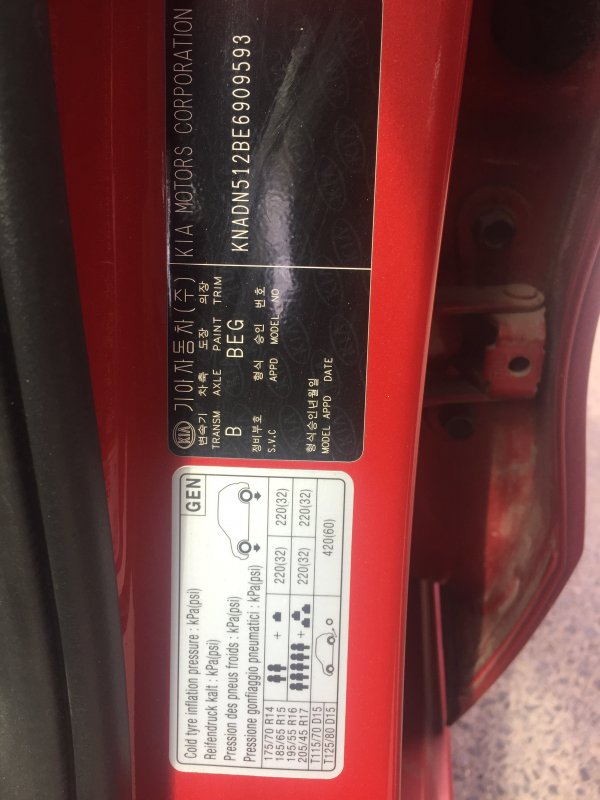 KIA 기아자동차(주) KIA MOTORS CORPORATION
변속기 차축 도장 의장
TRANSM AXLE PAINT TRIM
KNADN512BE6909593
B BEG
정비부호 형식 승인 번호
S.V.C APPD MODEL NO
형식승인년월일
MODEL APPD DATE
Cold tyre inflation pressure : kPa(psi) GEN
Reifendruck kalt : kPa(psi)
Pression des pneus froids : kPa(psi)
Pressione gonfiaggio pneumatici : kPa(psi)
175/70 R14
185/65 R15 + 220(32) 220(32)
195/55 R16
205/45 R17 + 220(32) 220(32)
T115/70 D15
T125/80 D15 420(60)